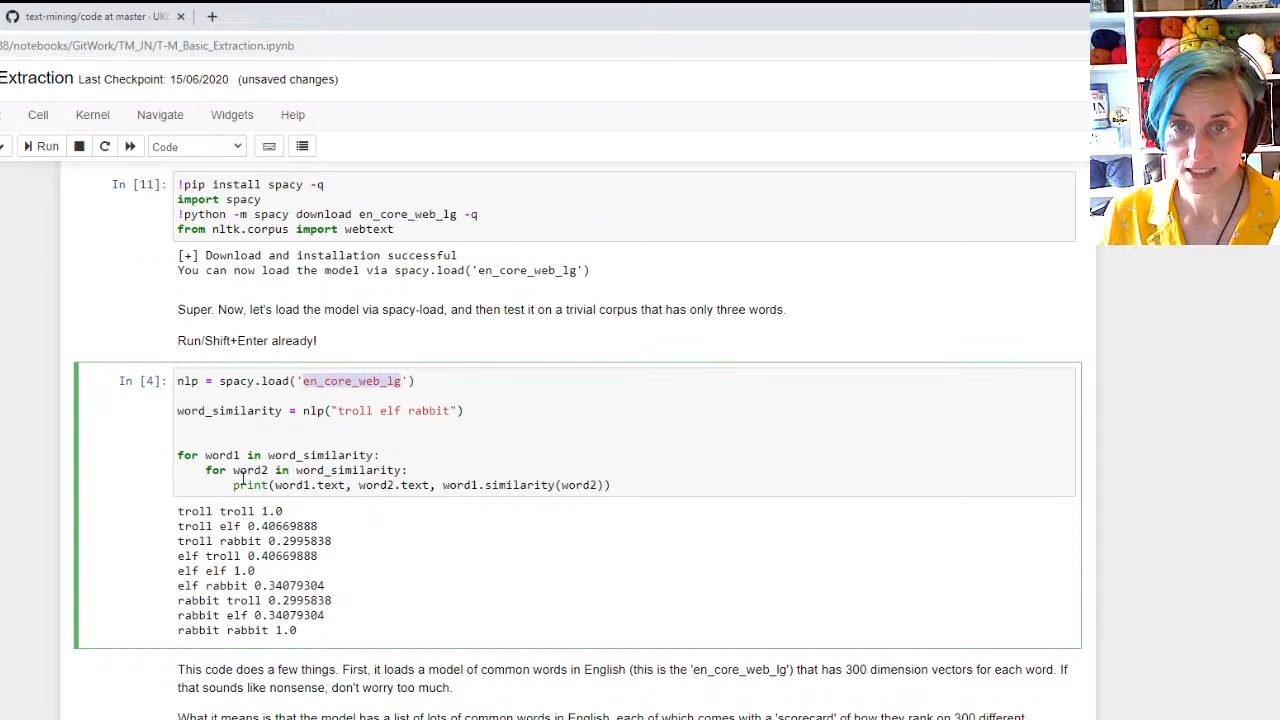 text-mining/code at master · UK
38/notebooks/GitWork/TM_JN/T-M_Basic_Extraction.ipynb
Extraction Last Checkpoint: 15/06/2020 (unsaved changes)
Cell Kernel Navigate Widgets Help
Run Code
In [11]: !pip install spacy -q
import spacy
!python -m spacy download en_core_web_lg -q
from nltk.corpus import webtext
[+] Download and installation successful
You can now load the model via spacy.load('en_core_web_lg')
Super. Now, let's load the model via spacy-load, and then test it on a trivial corpus that has only three words.
Run/Shift+Enter already!
In [4]: nlp = spacy.load('en_core_web_lg')
word_similarity = nlp("troll elf rabbit")
for word1 in word_similarity:
for word2 in word_similarity:
print(word1.text, word2.text, word1.similarity(word2))
troll troll 1.0
troll elf 0.40669888
troll rabbit 0.2995838
elf troll 0.40669888
elf elf 1.0
elf rabbit 0.34079304
rabbit troll 0.2995838
rabbit elf 0.34079304
rabbit rabbit 1.0
This code does a few things. First, it loads a model of common words in English (this is the 'en_core_web_lg') that has 300 dimension vectors for each word. If
that sounds like nonsense, don't worry too much.
What it means is that the model has a list of lots of common words in English, each of which comes with a 'scorecard' of how they rank on 300 different